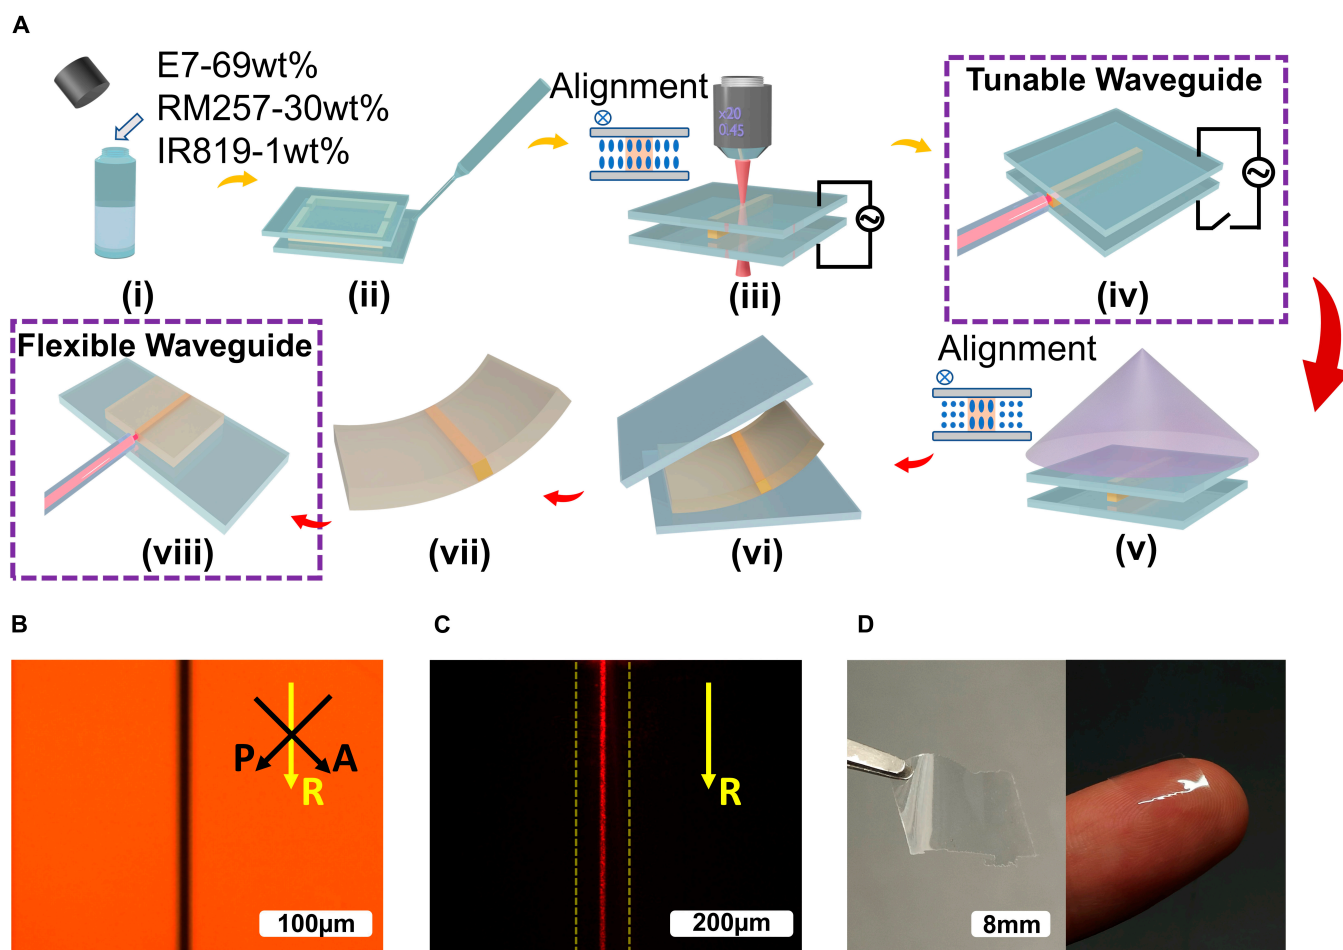 A
E7-69wt%
RM257-30wt%
IR819-1wt%
(i)
(ii)
Alignment
x20
0.45
(iii)
Tunable Waveguide
(iv)
Alignment
(v)
(vi)
(vii)
Flexible Waveguide
(viii)
B
P
A
R
100μm
C
R
200μm
D
8mm